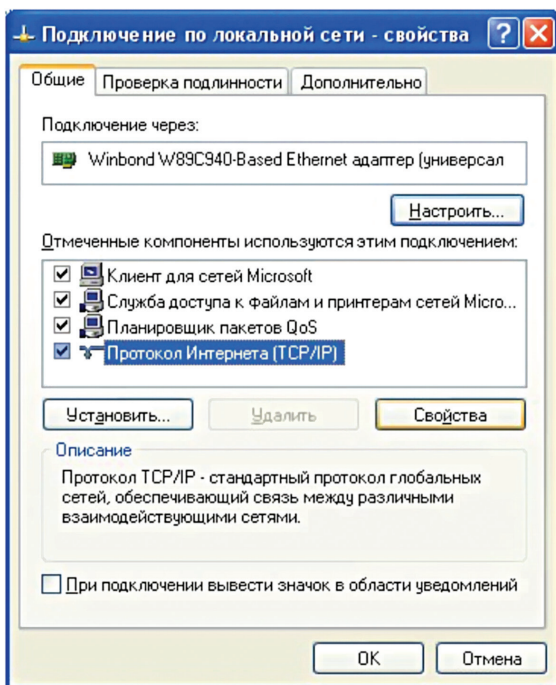 Подключение по локальной сети - свойства
Общие Проверка подлинности Дополнительно
Подключение через:
Winbond W89C940-Based Ethernet адаптер (универсал
Настроить...
Отмеченные компоненты используются этим подключением:
Клиент для сетей Microsoft
Служба доступа к файлам и принтерам сетей Micro...
Планировщик пакетов QoS
Протокол Интернета (TCP/IP)
Установить... Удалить Свойства
Описание
Протокол TCP/IP - стандартный протокол глобальных
сетей, обеспечивающий связь между различными
взаимодействующими сетями.
При подключении вывести значок в области уведомлений
OK Отмена